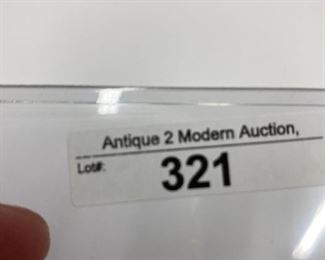 Antique 2 Modern Auction,
Lot#: 321